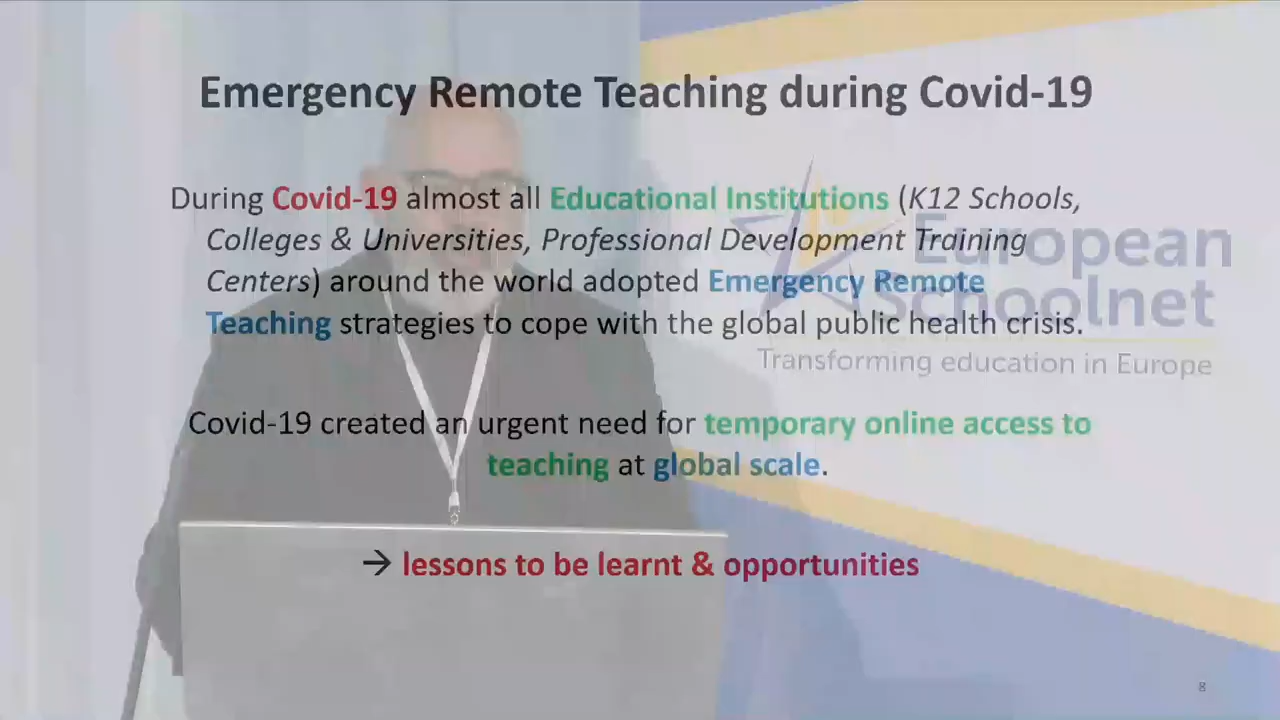 Emergency Remote Teaching during Covid-19
During Covid-19 almost all Educational Institutions (K12 Schools,
Colleges & Universities, Professional Development Training
Centers) around the world adopted Emergency Remote
Teaching strategies to cope with the global public health crisis.
European
schoolnet
Transforming education in Europe
Covid-19 created an urgent need for temporary online access to
teaching at global scale.
→ lessons to be learnt & opportunities
8